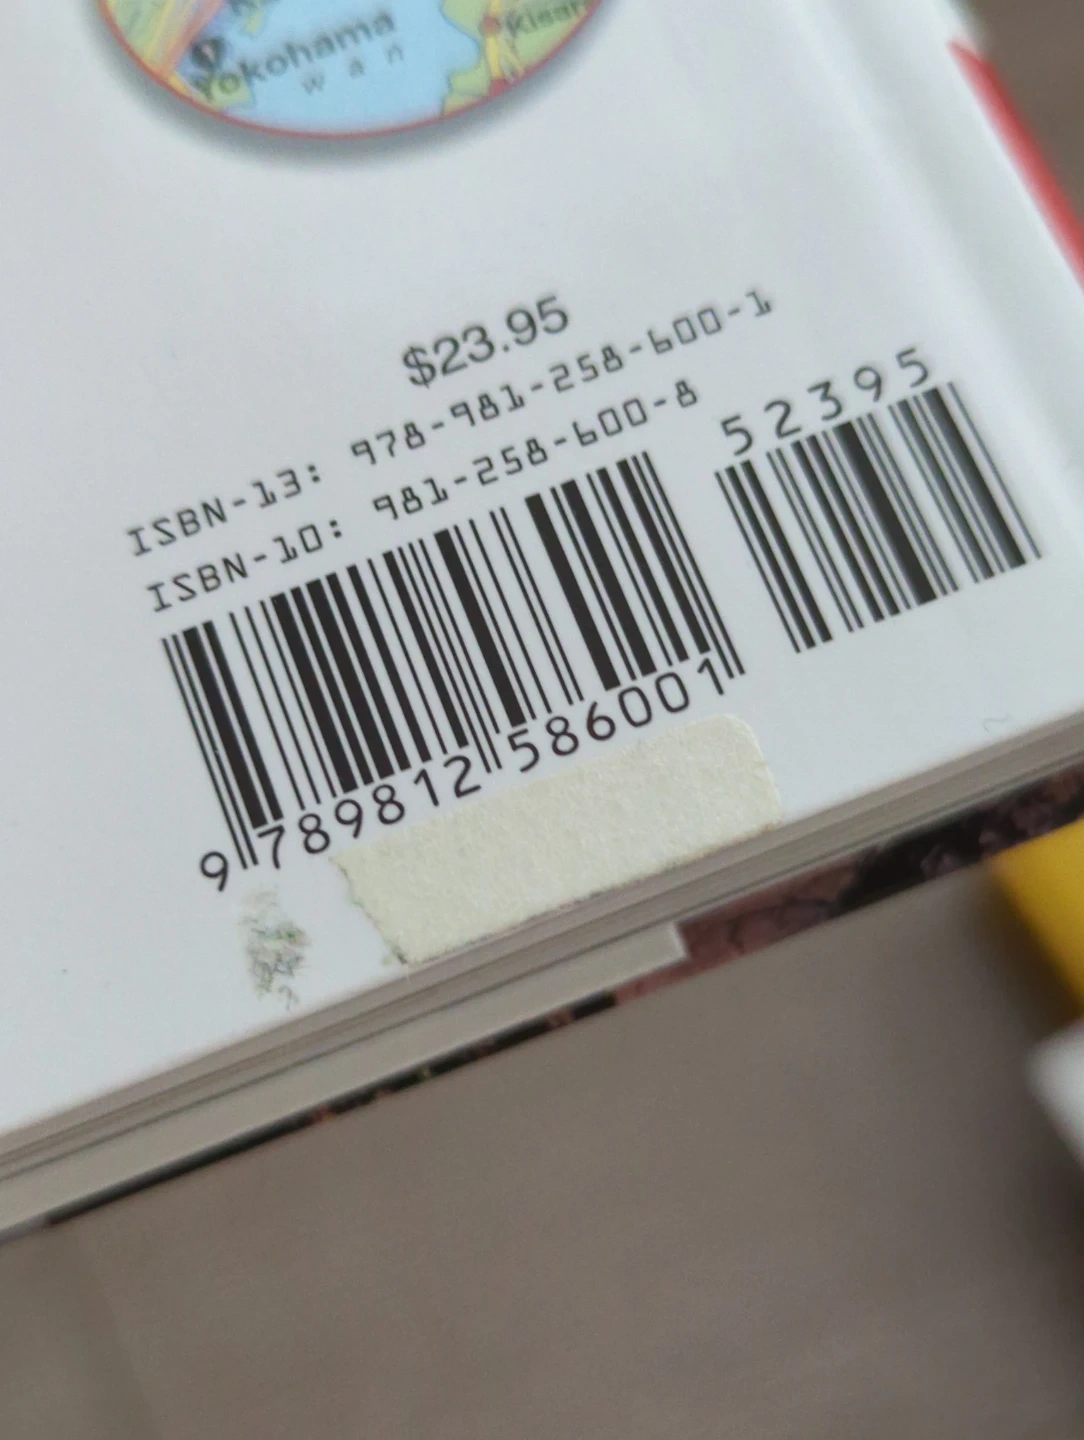 Yokohama
w a n
$23.95
ISBN-13: 978-981-258-600-1
ISBN-10: 981-258-600-8
52395
9 789812 586001